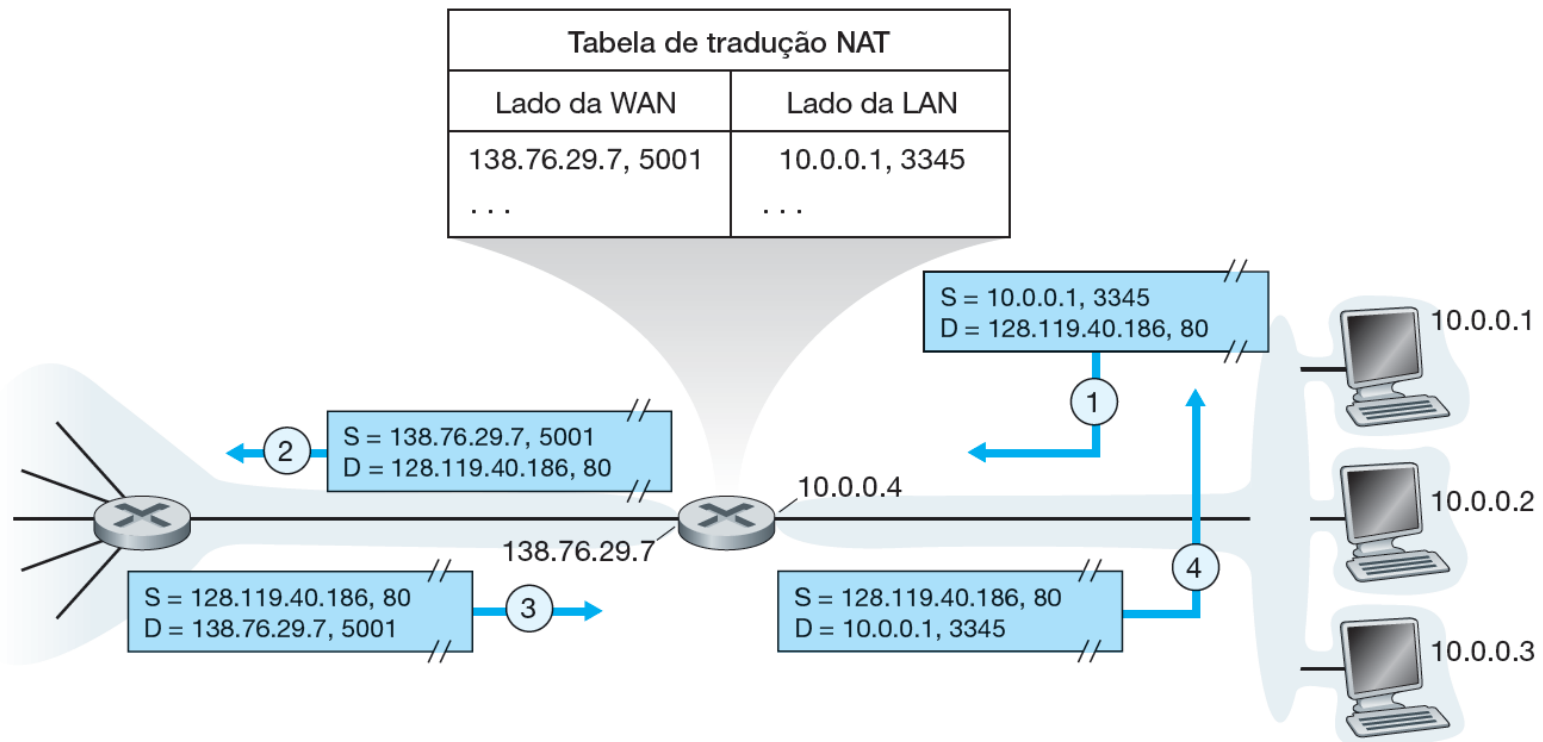 Tabela de tradução NAT
Lado da WAN
Lado da LAN
138.76.29.7, 5001
10.0.0.1, 3345
. . .
. . .
S = 10.0.0.1, 3345
D = 128.119.40.186, 80
1
10.0.0.1
2
S = 138.76.29.7, 5001
D = 128.119.40.186, 80
10.0.0.4
10.0.0.2
138.76.29.7
S = 128.119.40.186, 80
D = 138.76.29.7, 5001
3
S = 128.119.40.186, 80
D = 10.0.0.1, 3345
4
10.0.0.3